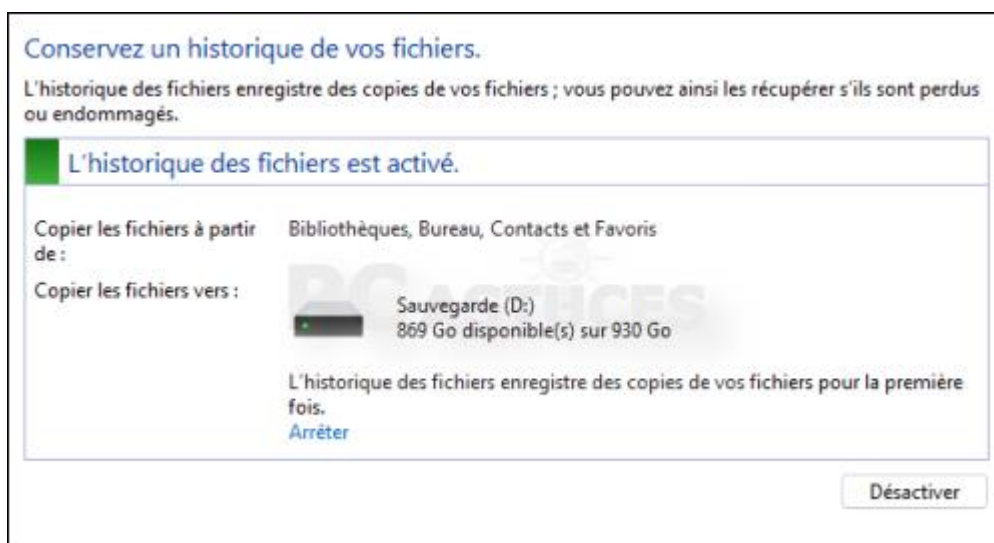 Conservez un historique de vos fichiers.
L'historique des fichiers enregistre des copies de vos fichiers ; vous pouvez ainsi les récupérer s'ils sont perdus
ou endommagés.
L'historique des fichiers est activé.
Copier les fichiers à partir
de :
Bibliothèques, Bureau, Contacts et Favoris
Copier les fichiers vers :
PC ASTUCES
Sauvegarde (D:)
869 Go disponible(s) sur 930 Go
L'historique des fichiers enregistre des copies de vos fichiers pour la première
fois.
Arrêter
Désactiver